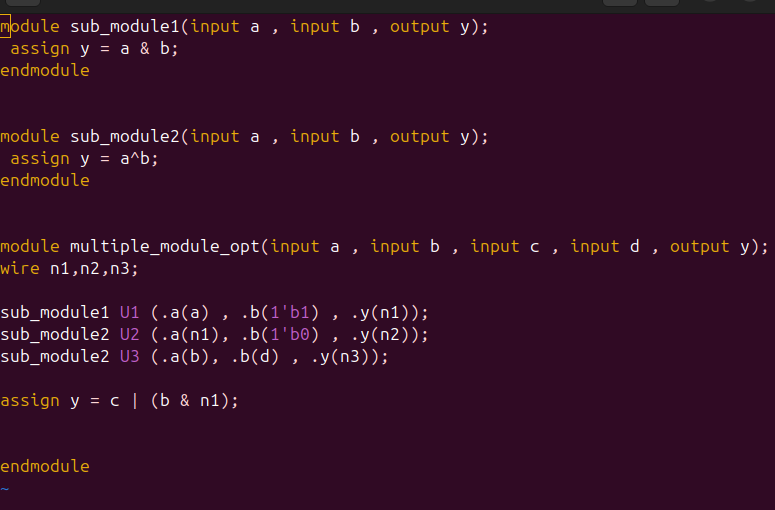 module sub_module1(input a , input b , output y);
 assign y = a & b;
endmodule


module sub_module2(input a , input b , output y);
 assign y = a^b;
endmodule


module multiple_module_opt(input a , input b , input c , input d , output y);
wire n1,n2,n3;

sub_module1 U1 (.a(a) , .b(1'b1) , .y(n1));
sub_module2 U2 (.a(n1), .b(1'b0) , .y(n2));
sub_module2 U3 (.a(b), .b(d) , .y(n3));

assign y = c | (b & n1);


endmodule
~